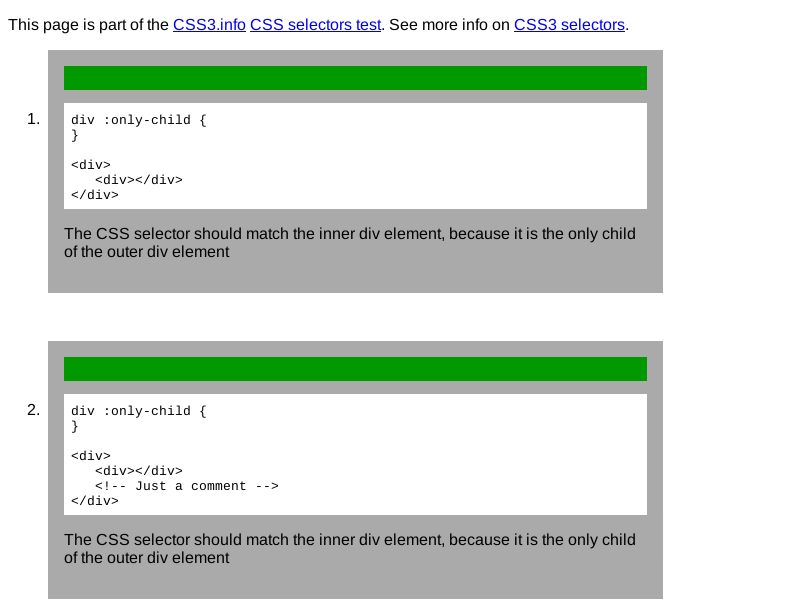 This page is part of the CSS3.info CSS selectors test. See more info on CSS3 selectors.
1.
div :only-child {
}
<div>
   <div></div>
</div>
The CSS selector should match the inner div element, because it is the only child
of the outer div element
2.
div :only-child {
}
<div>
   <div></div>
   <!-- Just a comment -->
</div>
The CSS selector should match the inner div element, because it is the only child
of the outer div element